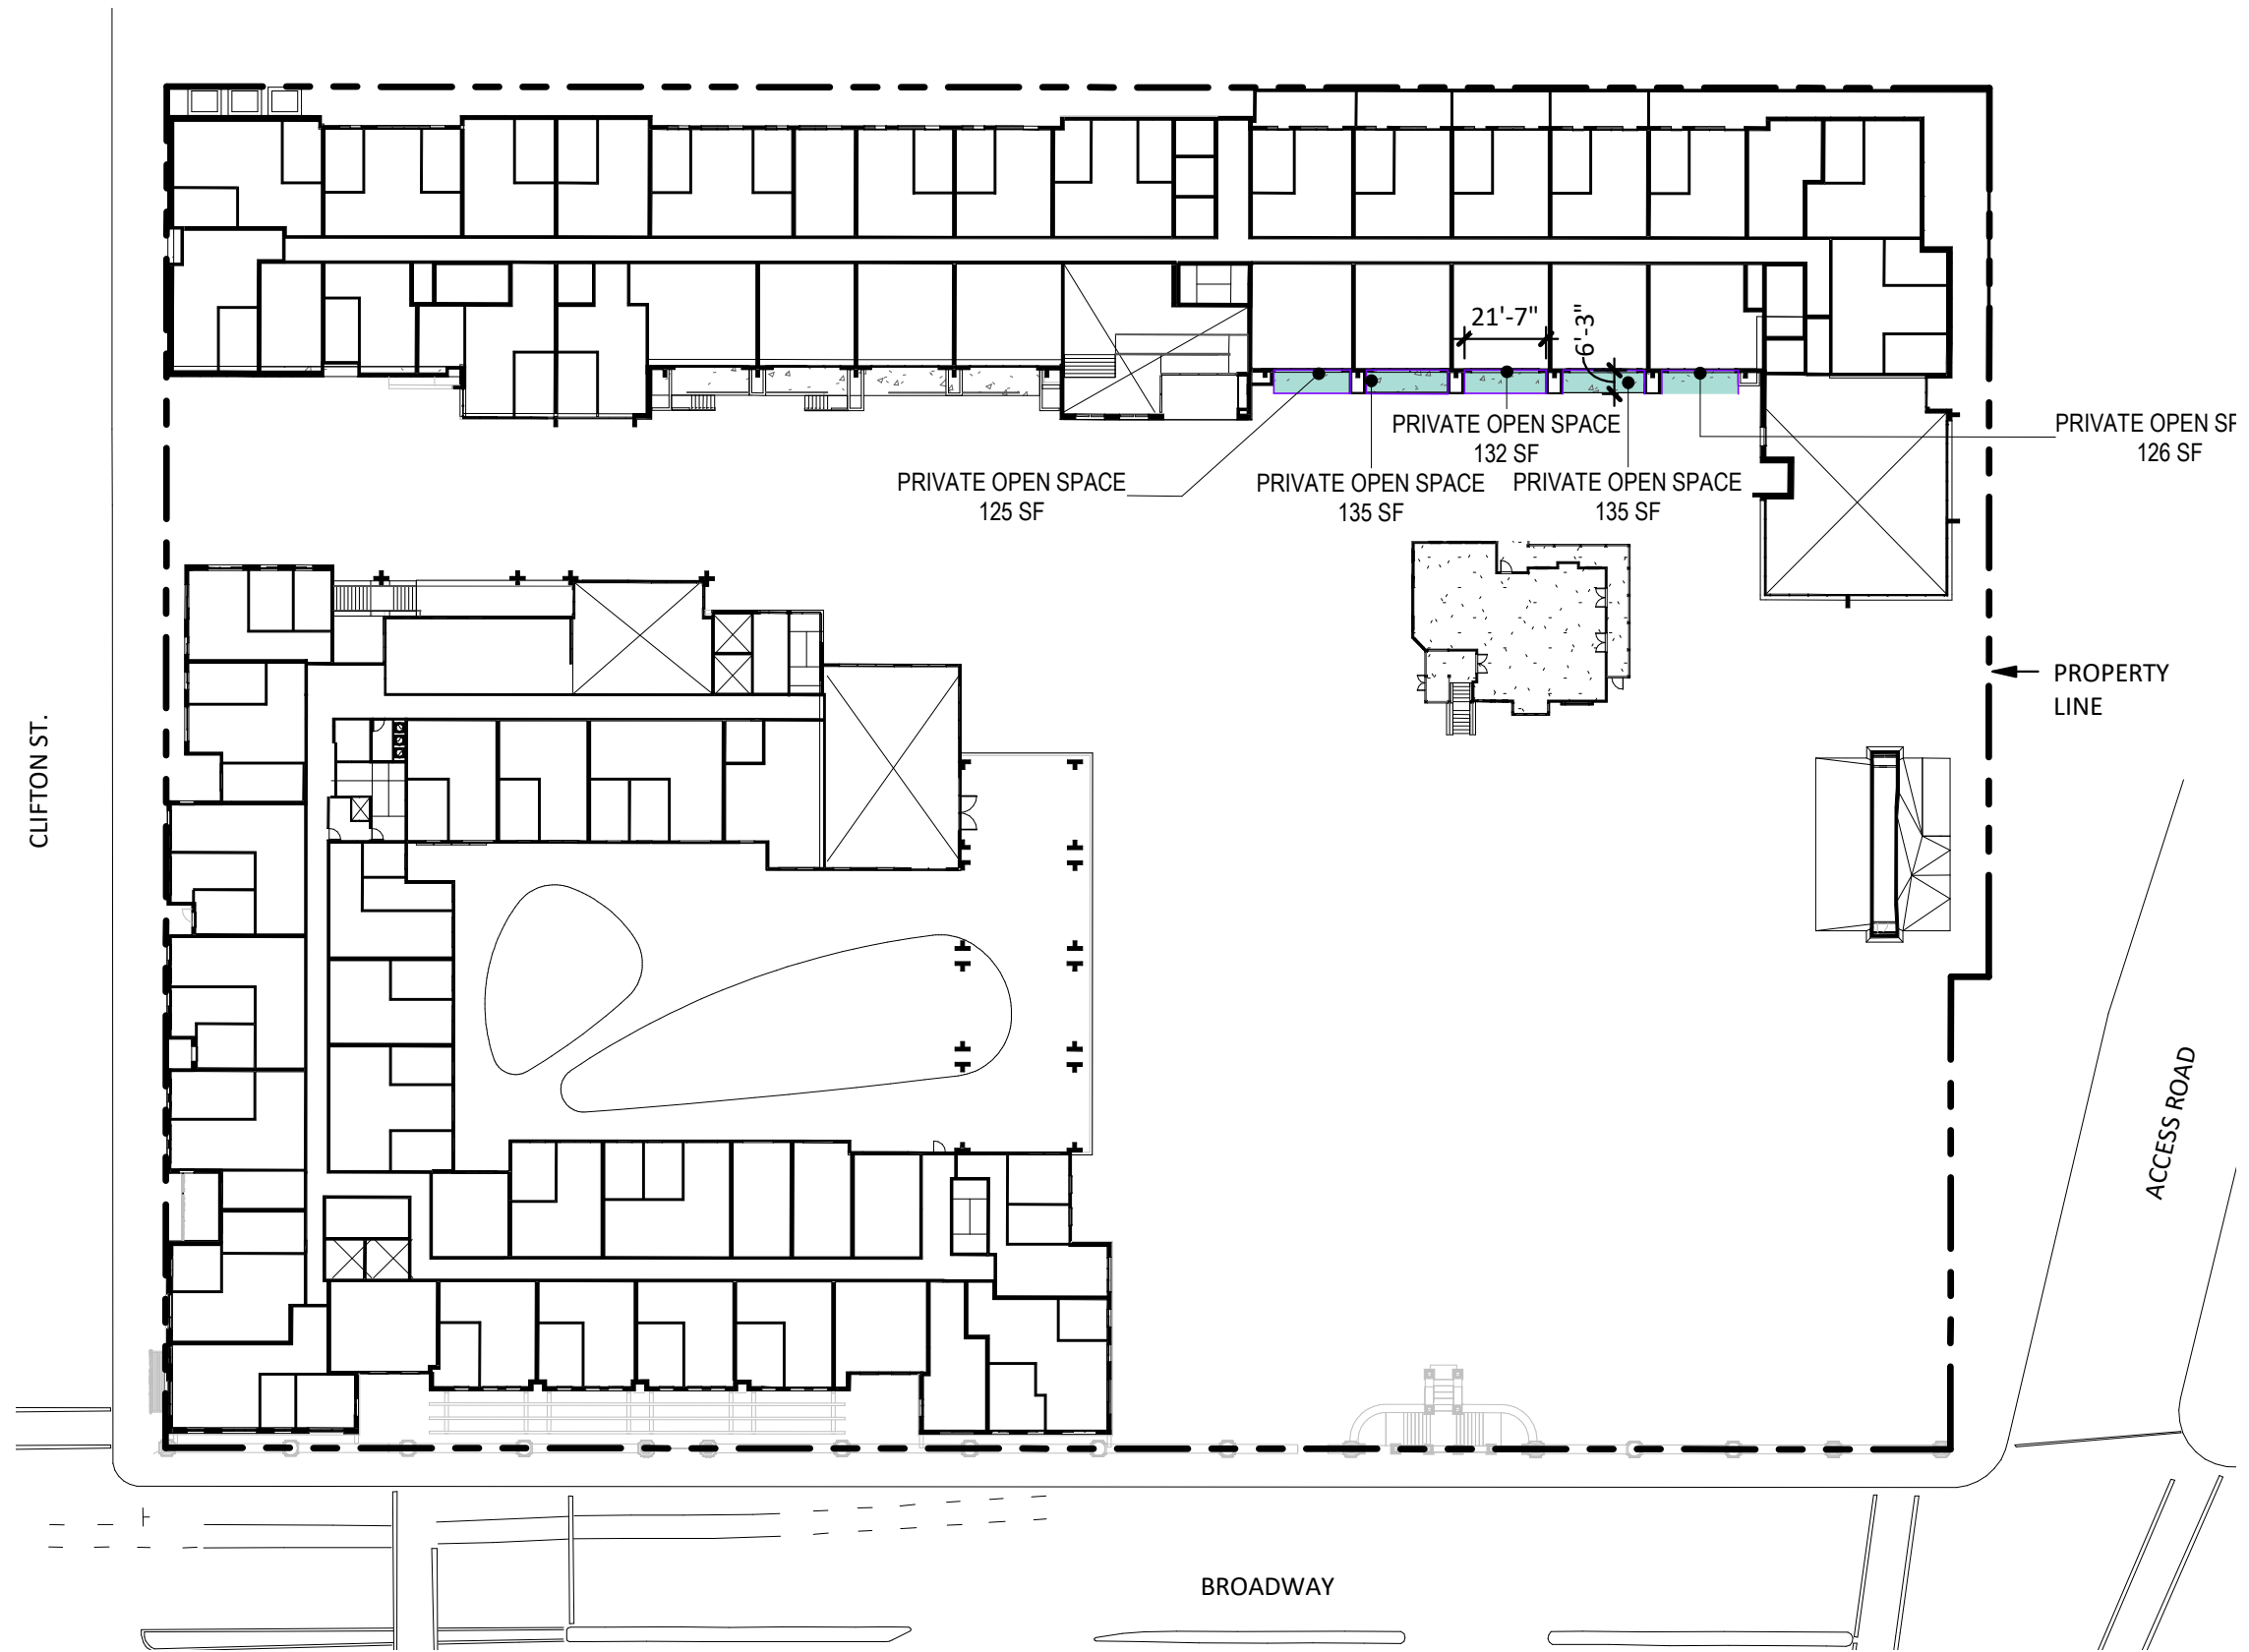 21'-7"
6'-3"
PRIVATE OPEN SPACE
132 SF
PRIVATE OPEN SP
126 SF
PRIVATE OPEN SPACE
125 SF
PRIVATE OPEN SPACE
135 SF
PRIVATE OPEN SPACE
135 SF
PROPERTY
LINE
CLIFTON ST.
ACCESS ROAD
BROADWAY